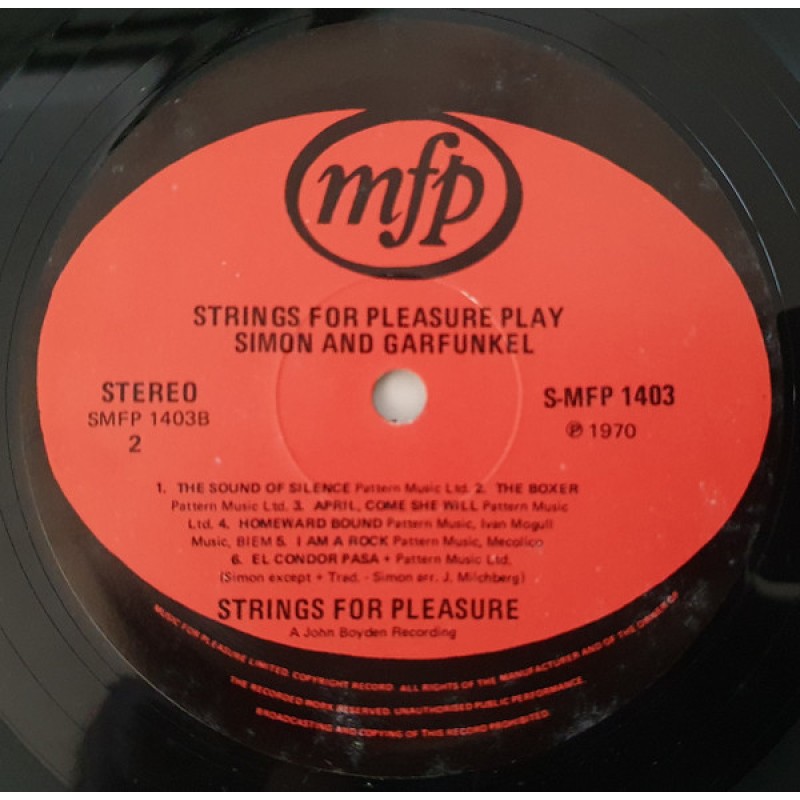 mfp
STRINGS FOR PLEASURE PLAY
SIMON AND GARFUNKEL
STEREO
SMFP 1403B
2
S-MFP 1403
℗ 1970
1. THE SOUND OF SILENCE Pattern Music Ltd. 2. THE BOXER
Pattern Music Ltd. 3. APRIL, COME SHE WILL Pattern Music
Ltd. 4. HOMEWARD BOUND Pattern Music, Ivan Mogull
Music, BIEM 5. I AM A ROCK Pattern Music, Mecolico
6. EL CONDOR PASA + Pattern Music Ltd.
(Simon except + Trad. - Simon arr. J. Milchberg)
STRINGS FOR PLEASURE
A John Boyden Recording
MUSIC FOR PLEASURE LIMITED. COPYRIGHT RECORD. ALL RIGHTS OF THE MANUFACTURER AND OF THE OWNER OF
THE RECORDED WORK RESERVED. UNAUTHORISED PUBLIC PERFORMANCE.
BROADCASTING AND COPYING OF THIS RECORD PROHIBITED.